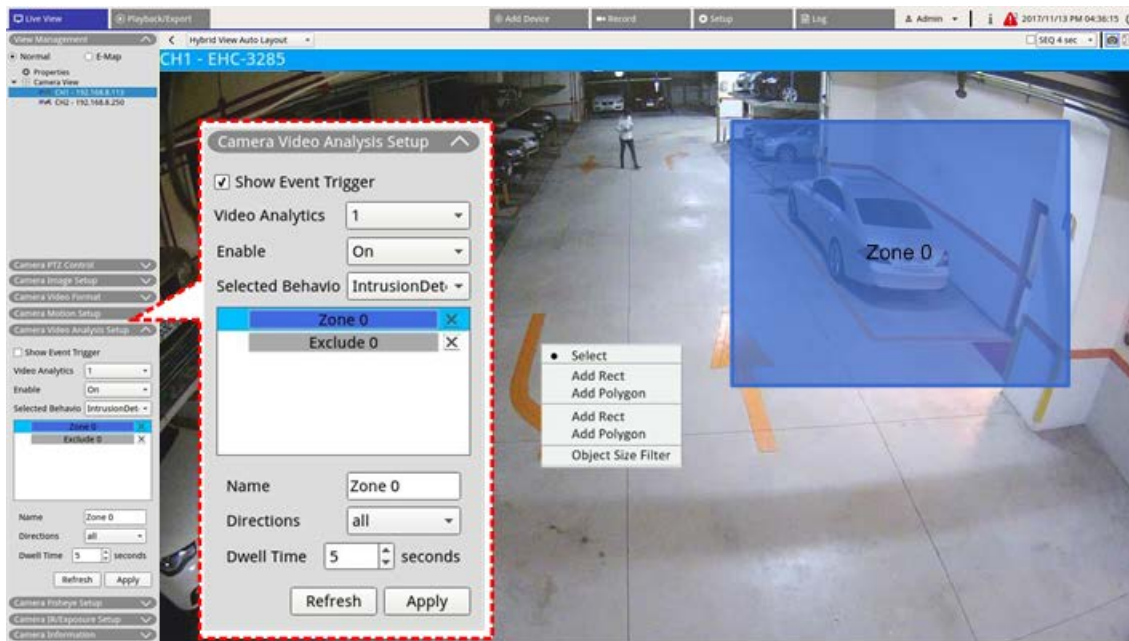 Live View
Playback/Export
Add Device
Record
Setup
Log
Admin
i
2017/11/13 PM 04:36:15
View Management
Hybrid View Auto Layout
SEQ 4 sec
Normal
E-Map
CH1 - EHC-3285
Properties
Camera View
CH1 - 192.168.8.113
CH2 - 192.168.8.250
Camera PTZ Control
Camera Image Setup
Camera Video Format
Camera Motion Setup
Camera Video Analysis Setup
Show Event Trigger
Video Analytics 1
Enable On
Selected Behavio IntrusionDet
Zone 0
Exclude 0
Name Zone 0
Directions all
Dwell Time 5 seconds
Refresh Apply
Camera Fisheye Setup
Camera IR/Exposure Setup
Camera Information
Camera Video Analysis Setup
Show Event Trigger
Video Analytics 1
Enable On
Selected Behavio IntrusionDet
Zone 0
Exclude 0
Name Zone 0
Directions all
Dwell Time 5 seconds
Refresh Apply
Select
Add Rect
Add Polygon
Add Rect
Add Polygon
Object Size Filter
Zone 0